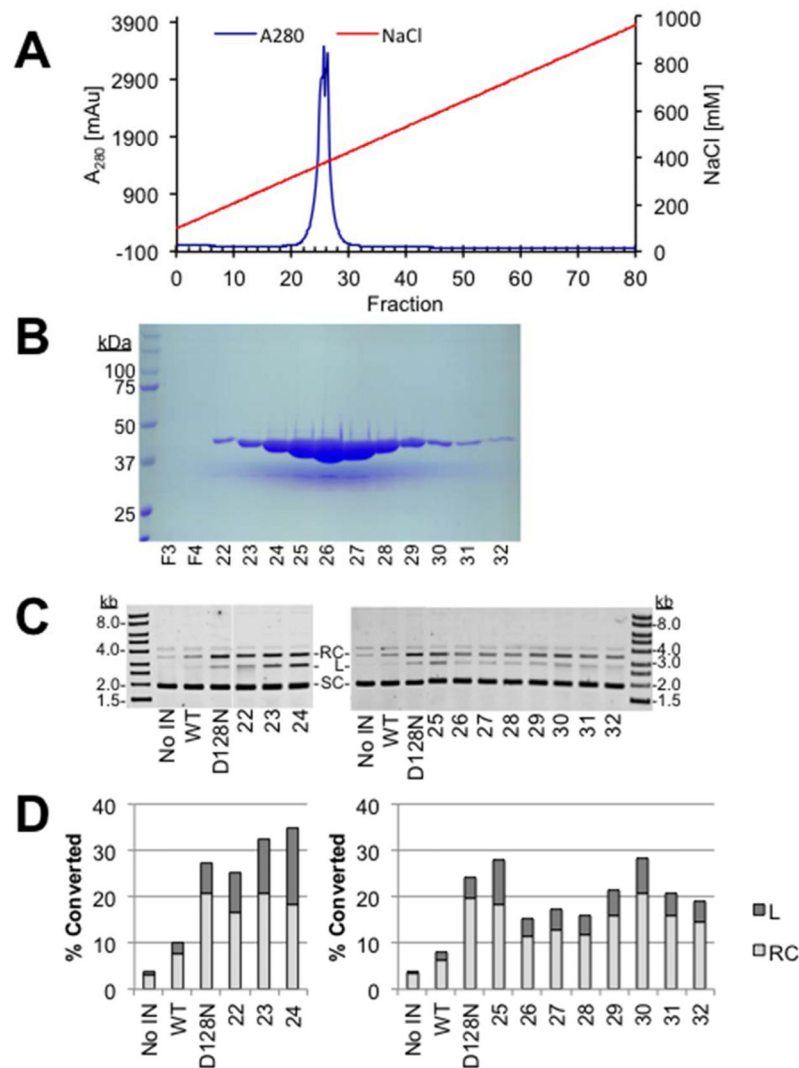 A
A280
NaCl
A280 [mAu]
3900
2900
1900
900
-100
NaCl [mM]
1000
800
600
400
200
0
0 10 20 30 40 50 60 70 80
Fraction
B
kDa
100
75
50
37
25
F3 F4 22 23 24 25 26 27 28 29 30 31 32
C
kb
8.0-
4.0-
2.0-
1.5-
-RC-
-L-
-SC-
kb
-8.0
-4.0
-3.0
-2.0
-1.5
No IN WT D128N 22 23 24
No IN WT D128N 25 26 27 28 29 30 31 32
D
% Converted
40
30
20
10
0
No IN WT D128N 22 23 24
% Converted
40
30
20
10
0
No IN WT D128N 25 26 27 28 29 30 31 32
L
RC